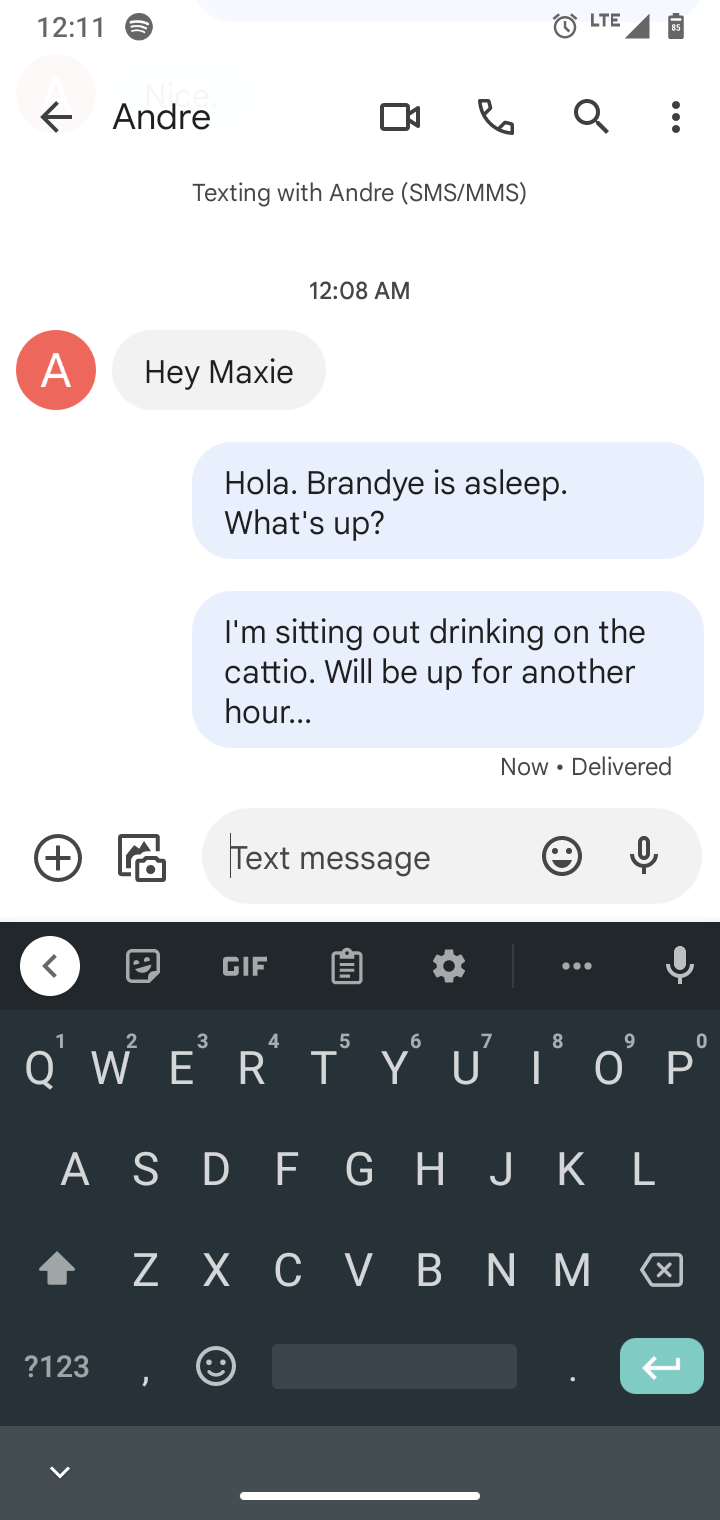 12:11
LTE
85
Nice.
Andre
Texting with Andre (SMS/MMS)
12:08 AM
A
Hey Maxie
Hola. Brandye is asleep.
What's up?
I'm sitting out drinking on the
cattio. Will be up for another
hour...
Now • Delivered
Text message
GIF
1 2 3 4 5 6 7 8 9 0
Q W E R T Y U I O P
A S D F G H J K L
Z X C V B N M
?123 , .